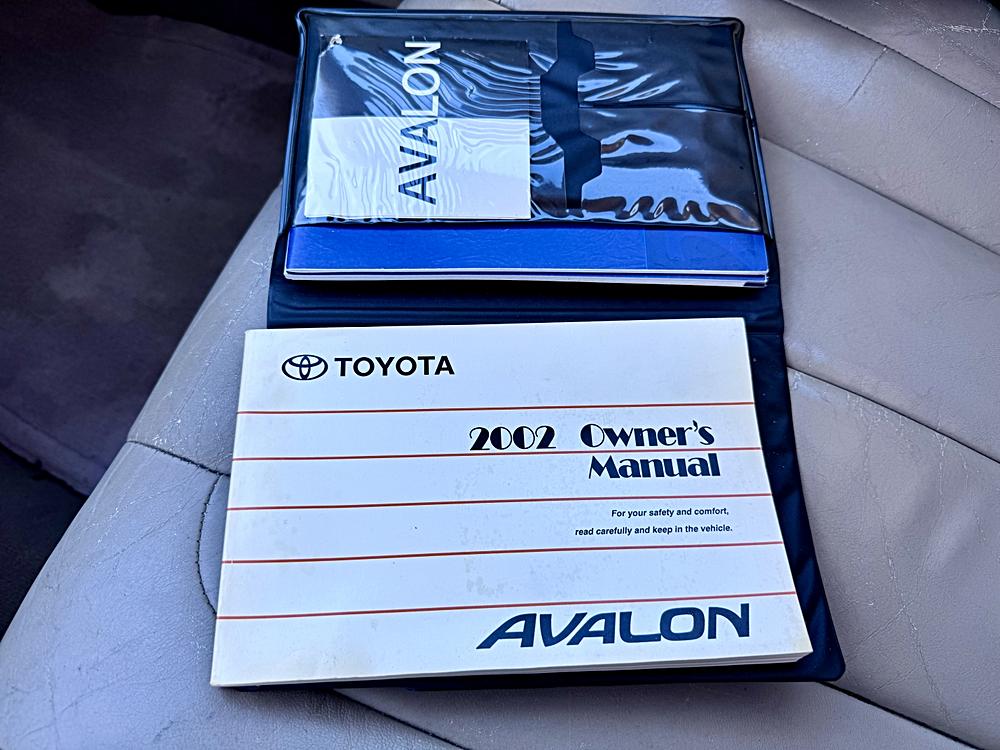 AVALON
TOYOTA
2002 Owner's
Manual
For your safety and comfort,
read carefully and keep in the vehicle.
AVALON